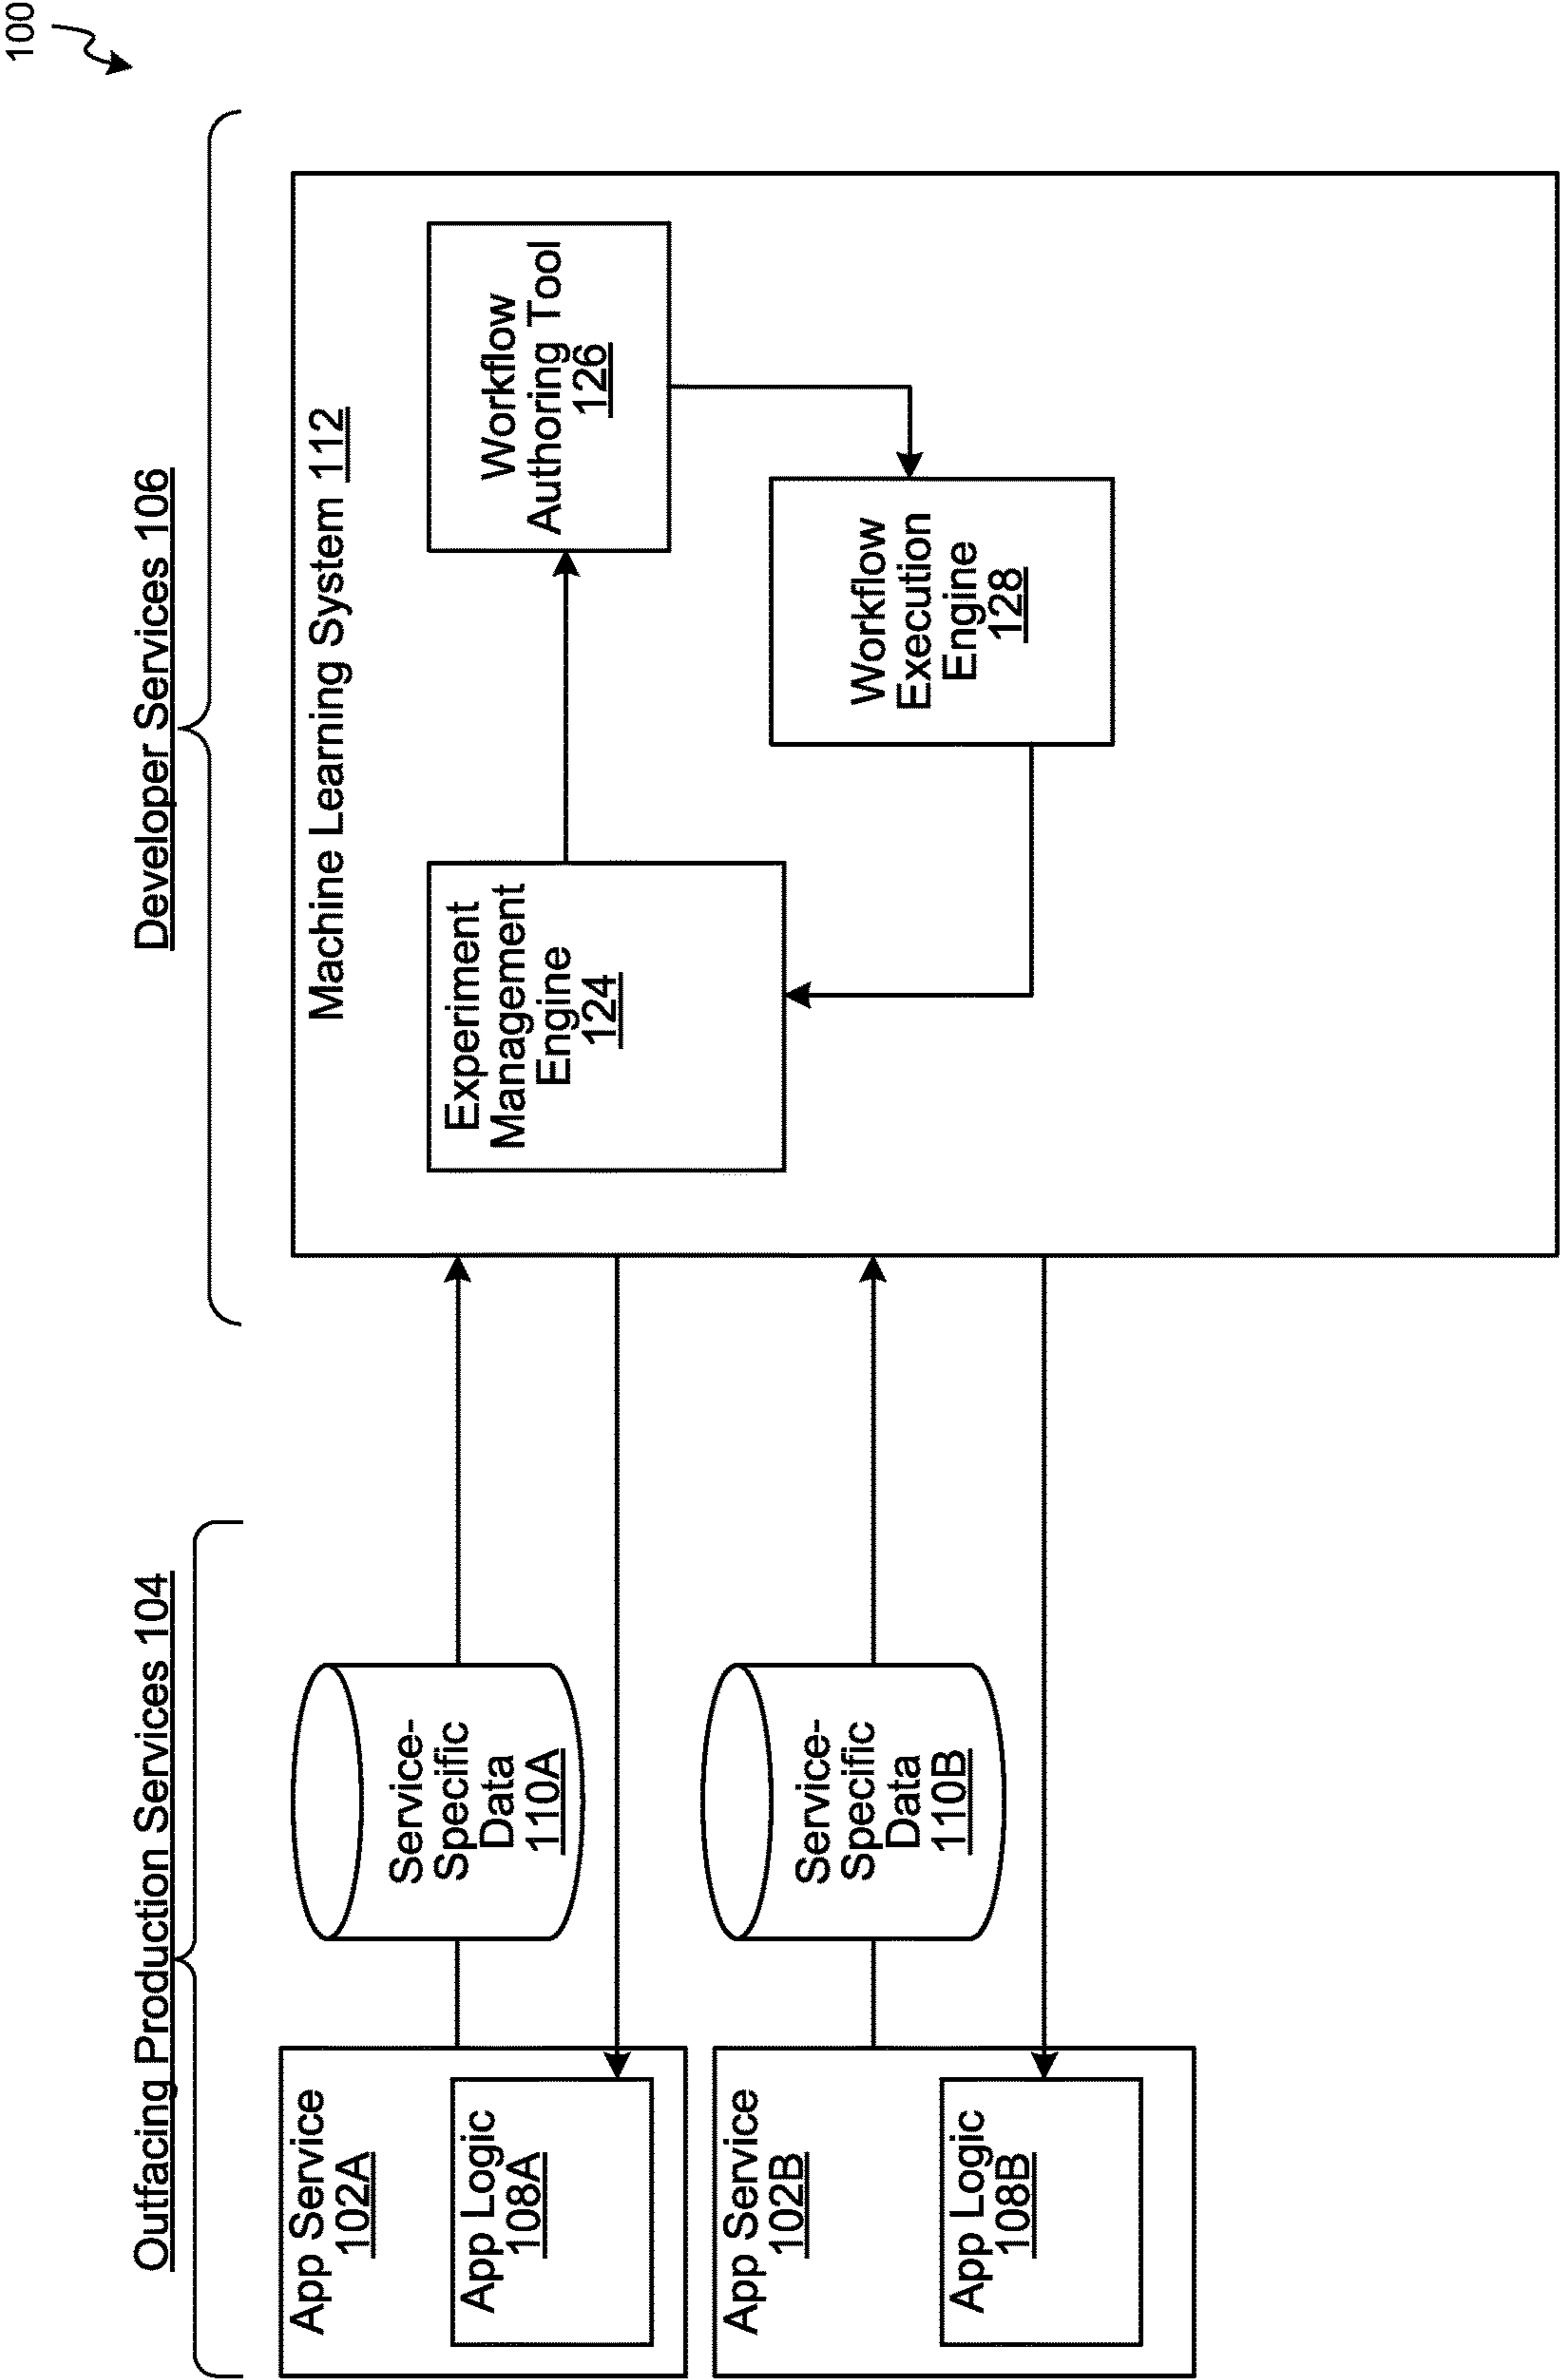 100
Outfacing Production Services 104
Developer Services 106
App Service
102A
App Logic
108A
Service-
Specific
Data
110A
App Service
102B
App Logic
108B
Service-
Specific
Data
110B
Machine Learning System 112
Experiment
Management
Engine
124
Workflow
Authoring Tool
126
Workflow
Execution
Engine
128